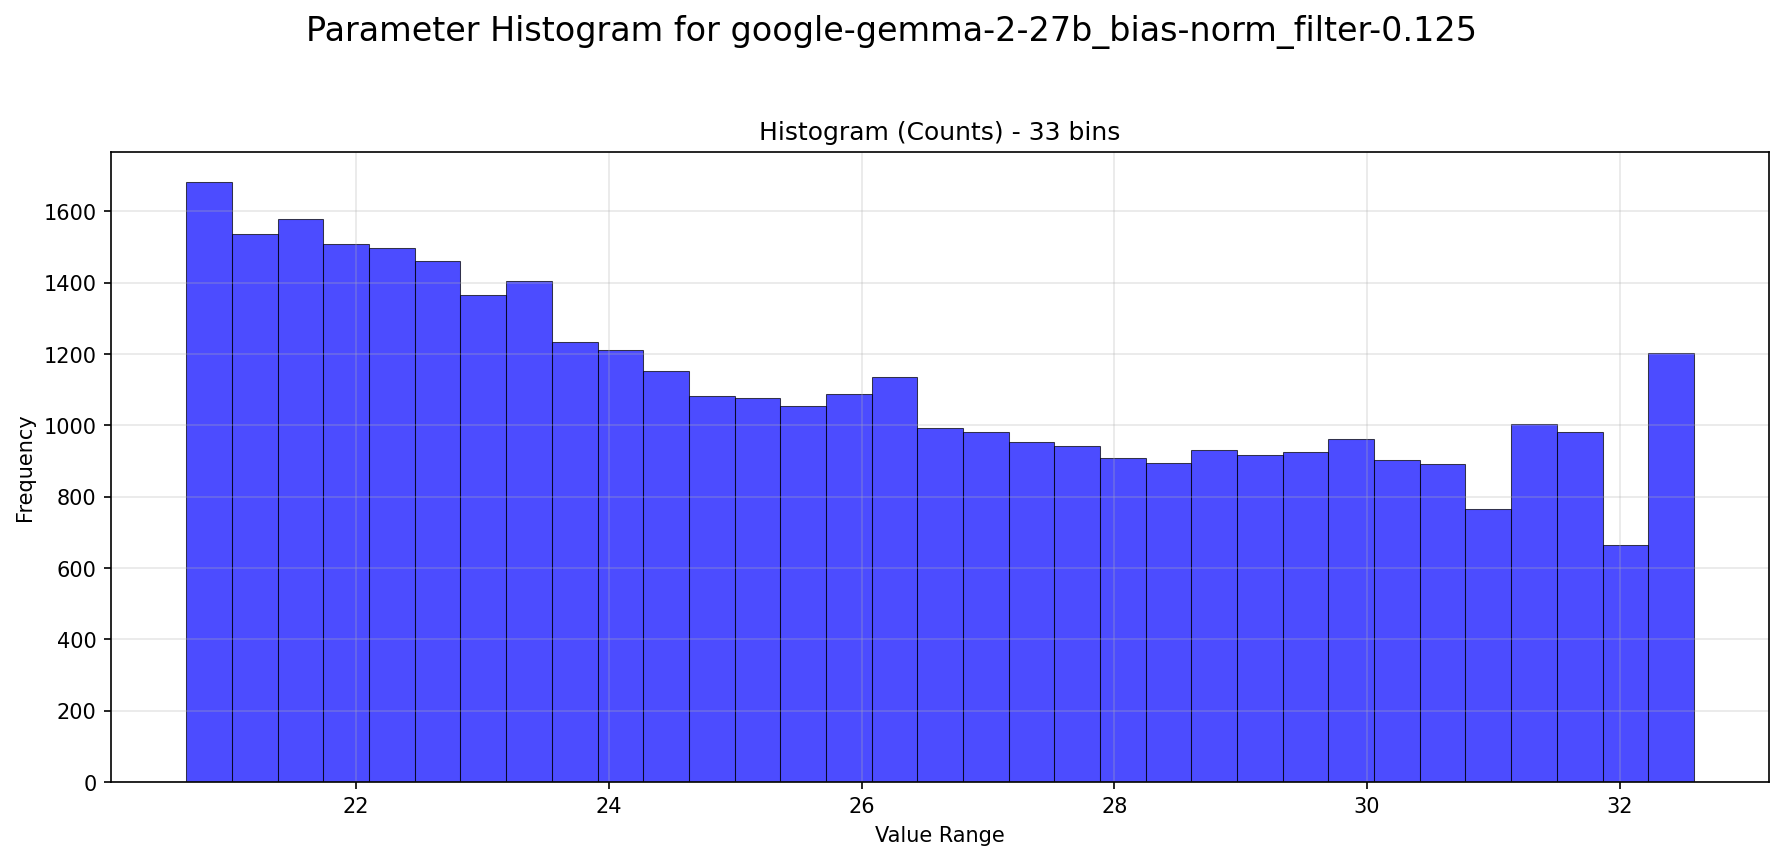 Parameter Histogram for google-gemma-2-27b_bias-norm_filter-0.125
Histogram (Counts) - 33 bins
1600
1400
1200
1000
800
600
400
200
0
Frequency
22 24 26 28 30 32
Value Range